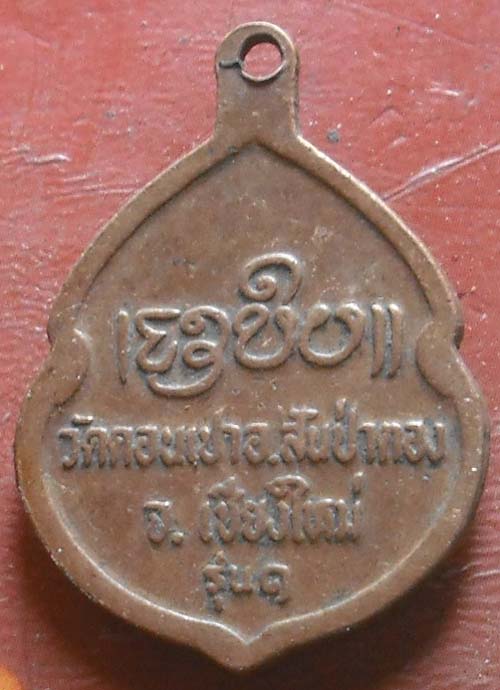 วัดดอนเปาอ.สันป่าตอง
จ. เชียงใหม่
รุ่น๑